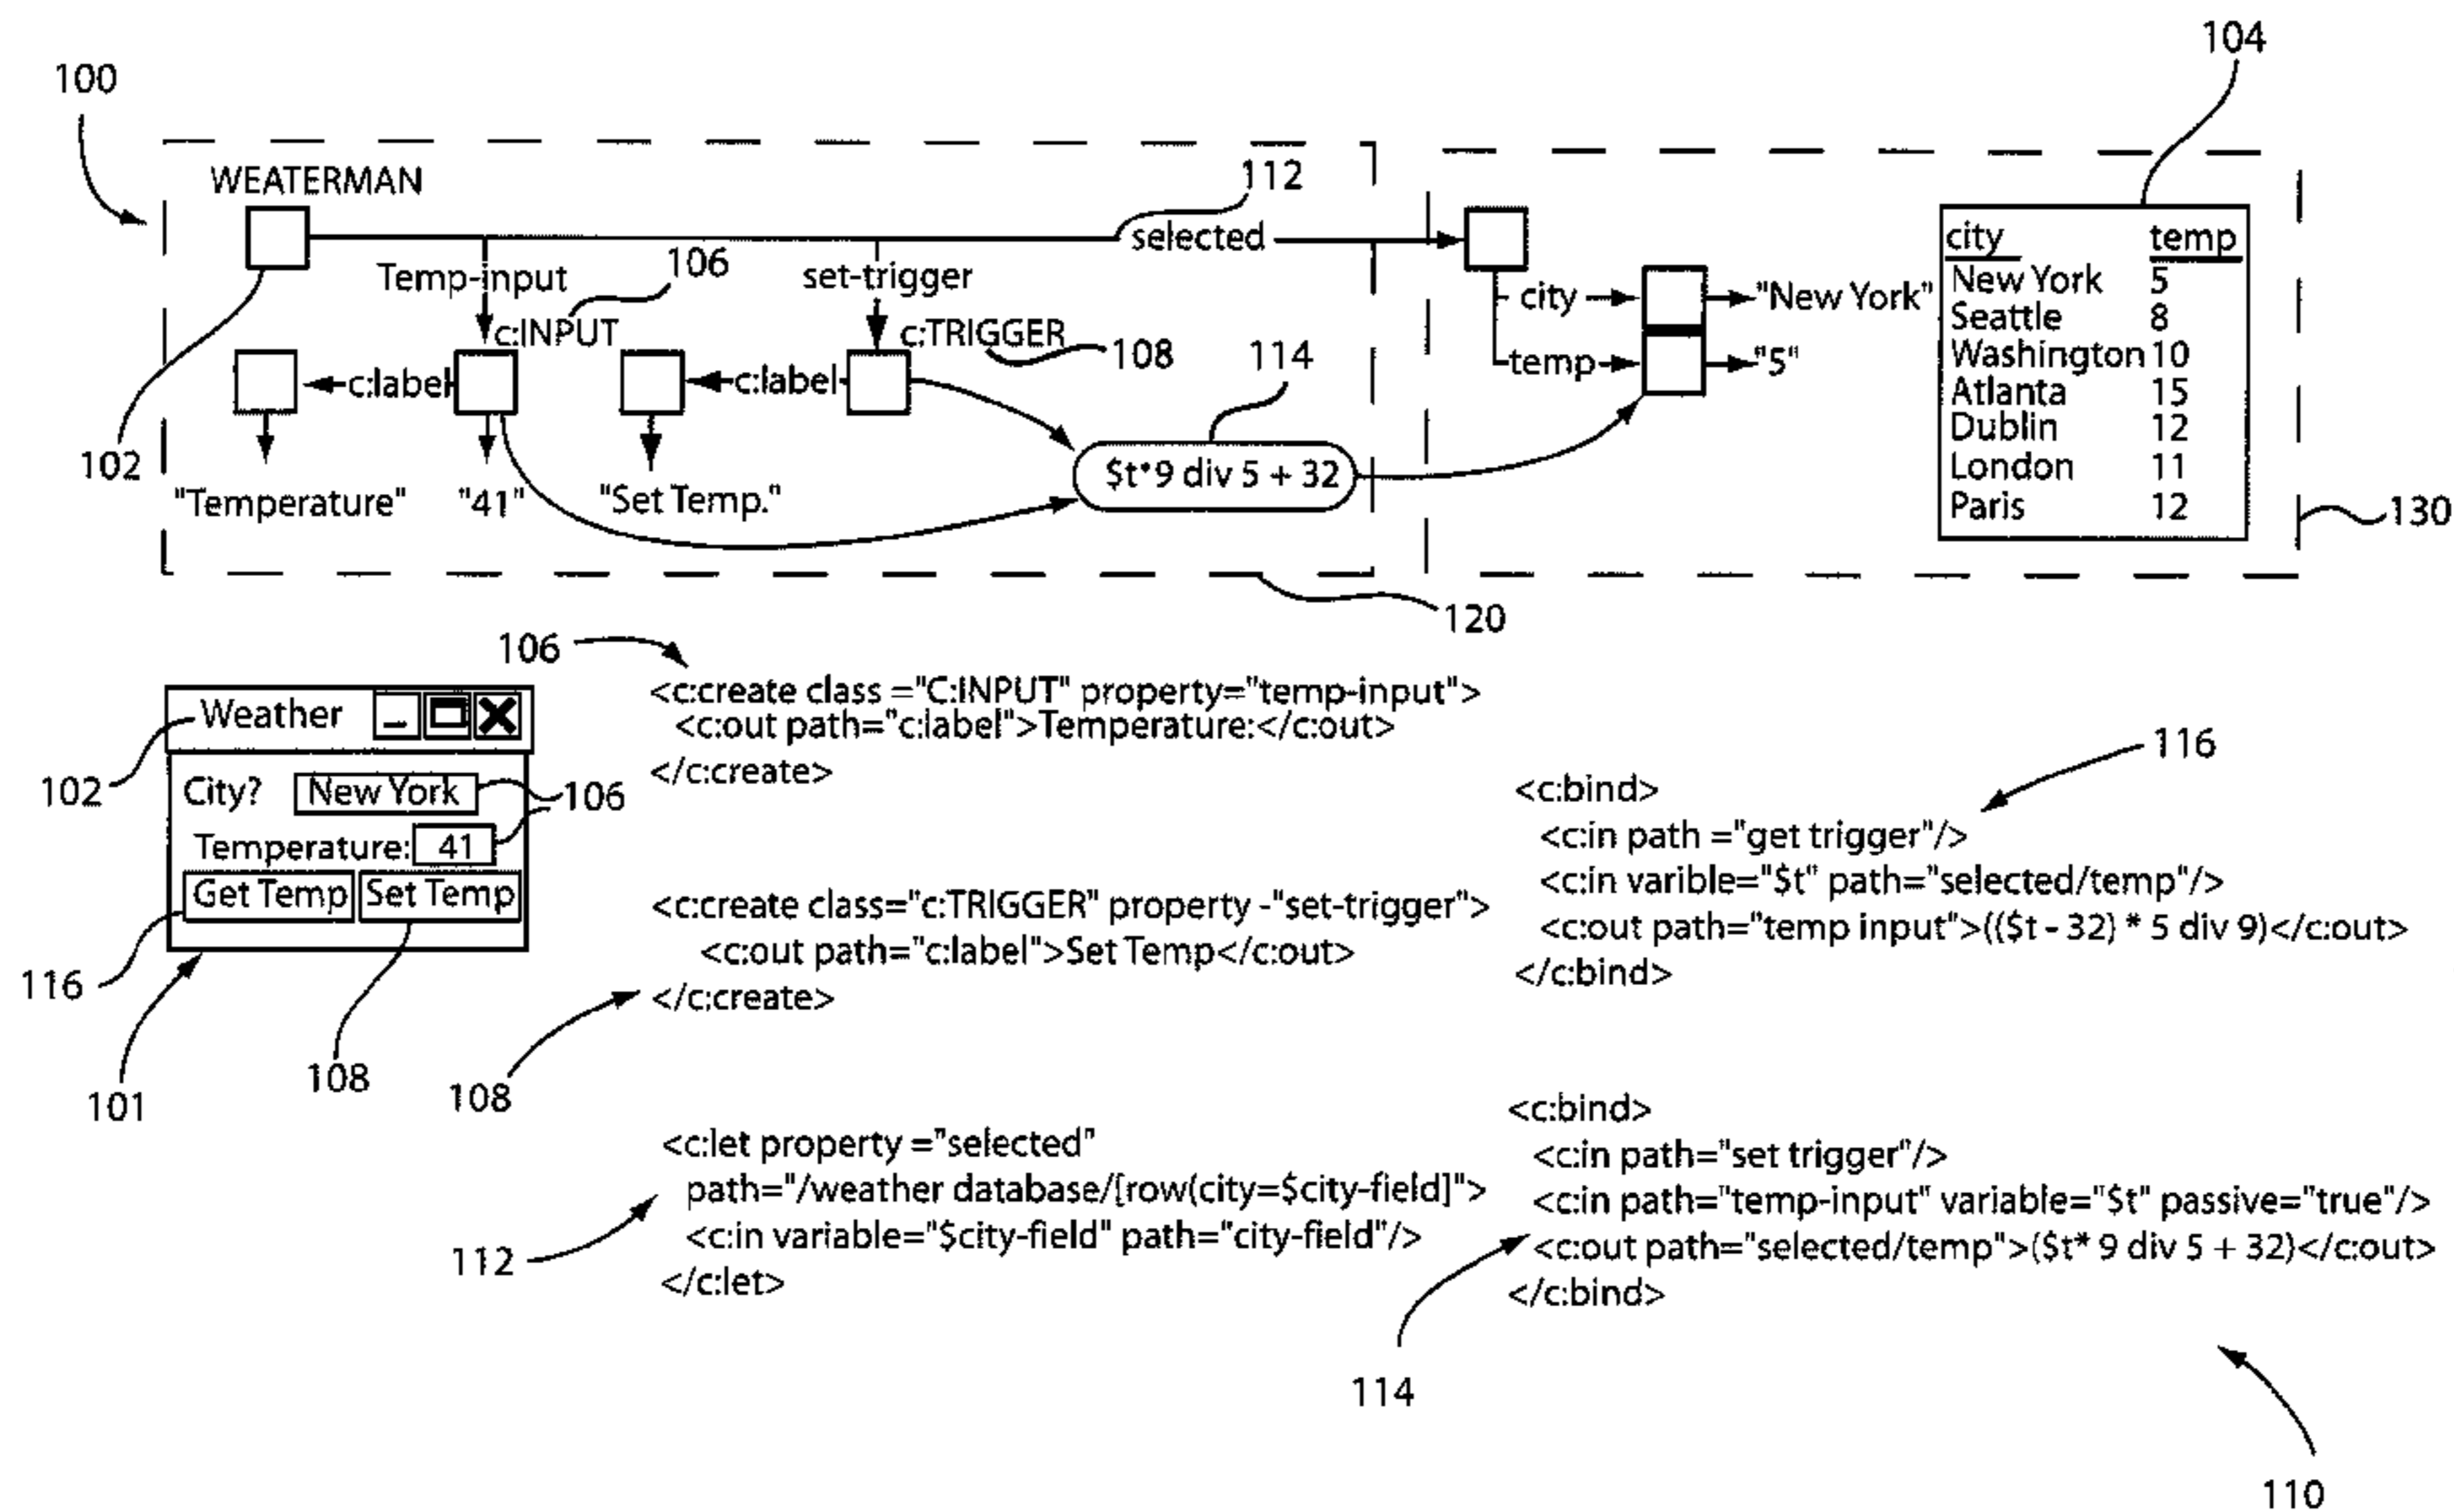 100
104
WEATERMAN
112
selected
Temp-input
106
set-trigger
c:INPUT
c:TRIGGER
108
114
c:label
c:label
102
"Temperature"
"41"
"Set Temp."
$t*9 div 5 + 32
city
"New York"
temp
"5"
city temp
New York 5
Seattle 8
Washington 10
Atlanta 15
Dublin 12
London 11
Paris 12
130
120
106
Weather
102
City? New York
106
Temperature: 41
Get Temp Set Temp
116
101
108
<c:create class ="C:INPUT" property="temp-input">
<c:out path="c:label">Temperature:</c:out>
</c:create>
<c:create class="c:TRIGGER" property -"set-trigger">
<c:out path="c:label">Set Temp</c:out>
</c:create>
108
<c:let property ="selected"
path="/weather database/[row(city=$city-field]">
<c:in variable="$city-field" path="city-field"/>
</c:let>
112
116
<c:bind>
<c:in path ="get trigger"/>
<c:in varible="$t" path="selected/temp"/>
<c:out path="temp input">(($t - 32) * 5 div 9)</c:out>
</c:bind>
<c:bind>
<c:in path="set trigger"/>
<c:in path="temp-input" variable="$t" passive="true"/>
<c:out path="selected/temp">($t* 9 div 5 + 32)</c:out>
</c:bind>
114
110